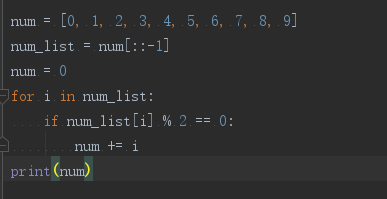 num = [0, 1, 2, 3, 4, 5, 6, 7, 8, 9]
num_list = num[::-1]
num = 0
for i in num_list:
    if num_list[i] % 2 == 0:
        num += i
print(num)